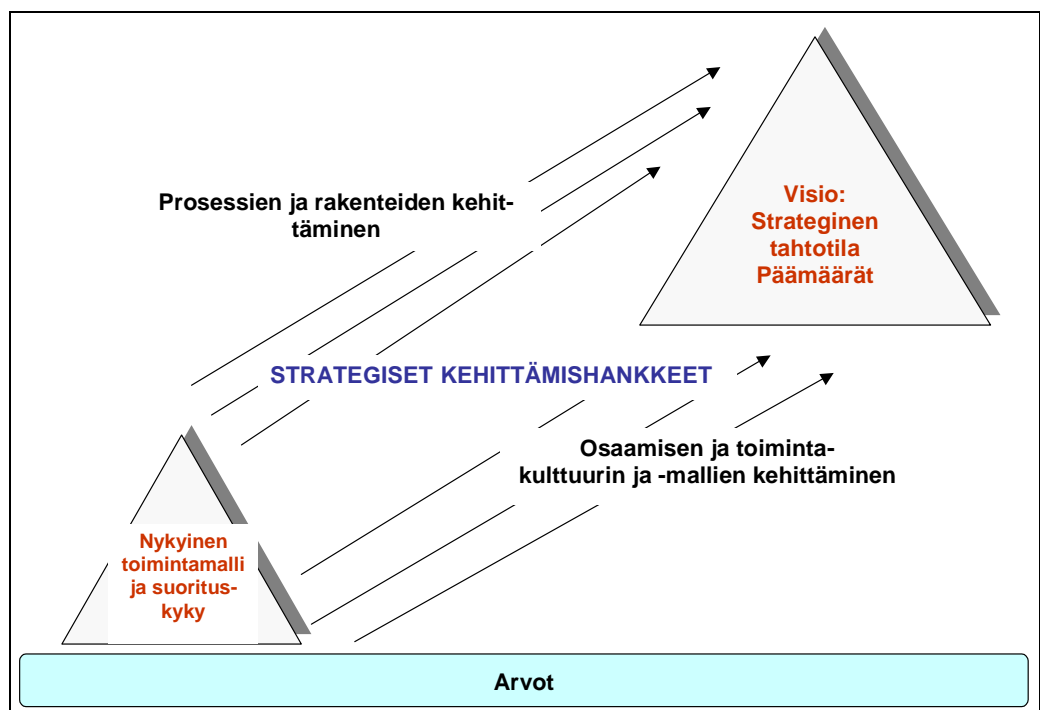 Prosessien ja rakenteiden kehit-
täminen
Visio:
Strateginen
tahtotila
Päämäärät
STRATEGISET KEHITTÄMISHANKKEET
Osaamisen ja toiminta-
kulttuurin ja -mallien kehittäminen
Nykyinen
toimintamalli
ja suoritus-
kyky
Arvot